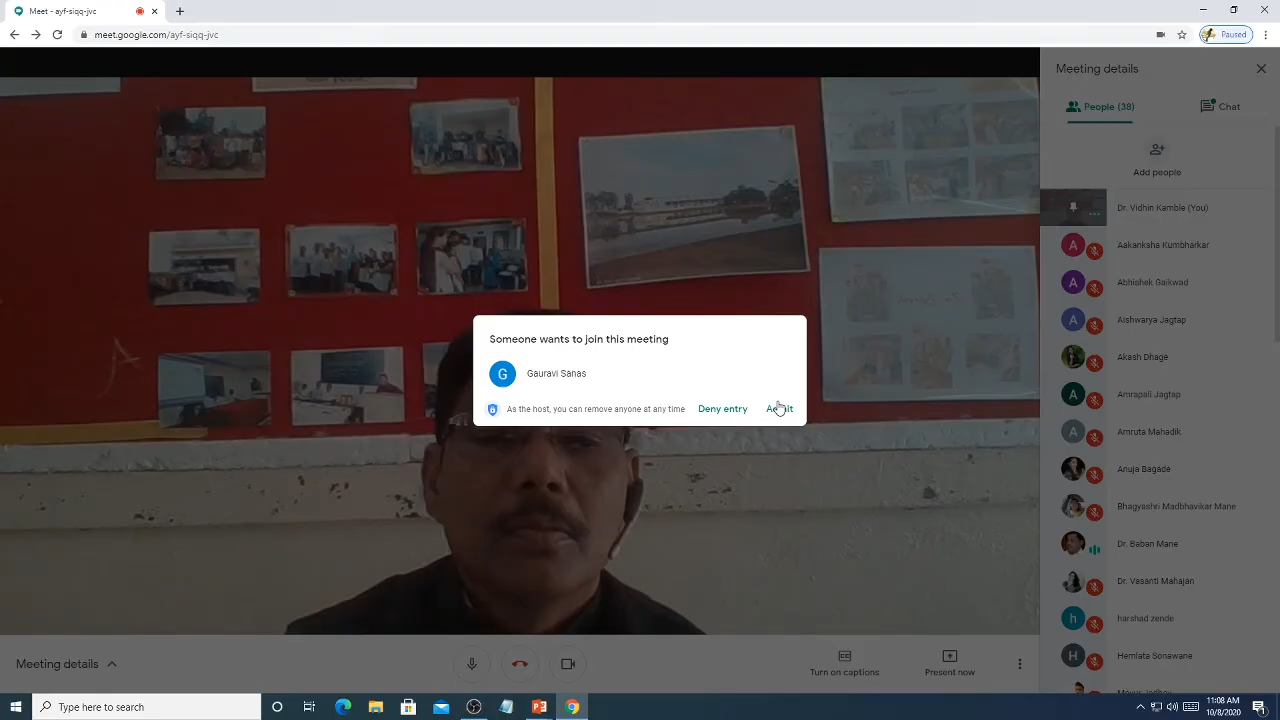 Meet - ayf-siqq-jvc
meet.google.com/ayf-siqq-jvc
Paused
Meeting details
People (38)
Chat
Add people
Dr. Vidhin Kamble (You)
A Aakanksha Kumbharkar
A Abhishek Gaikwad
A Aishwarya Jagtap
Akash Dhage
A Amrapali Jagtap
A Amruta Mahadik
Anuja Bagade
Bhagyashri Madbhavikar Mane
Dr. Baban Mane
Dr. Vasanti Mahajan
h harshad zende
H Hemlata Sonawane
Someone wants to join this meeting
G Gauravi Sanas
As the host, you can remove anyone at any time
Deny entry
Meeting details
CC
Turn on captions
Present now
Type here to search
11:08 AM
10/8/2020